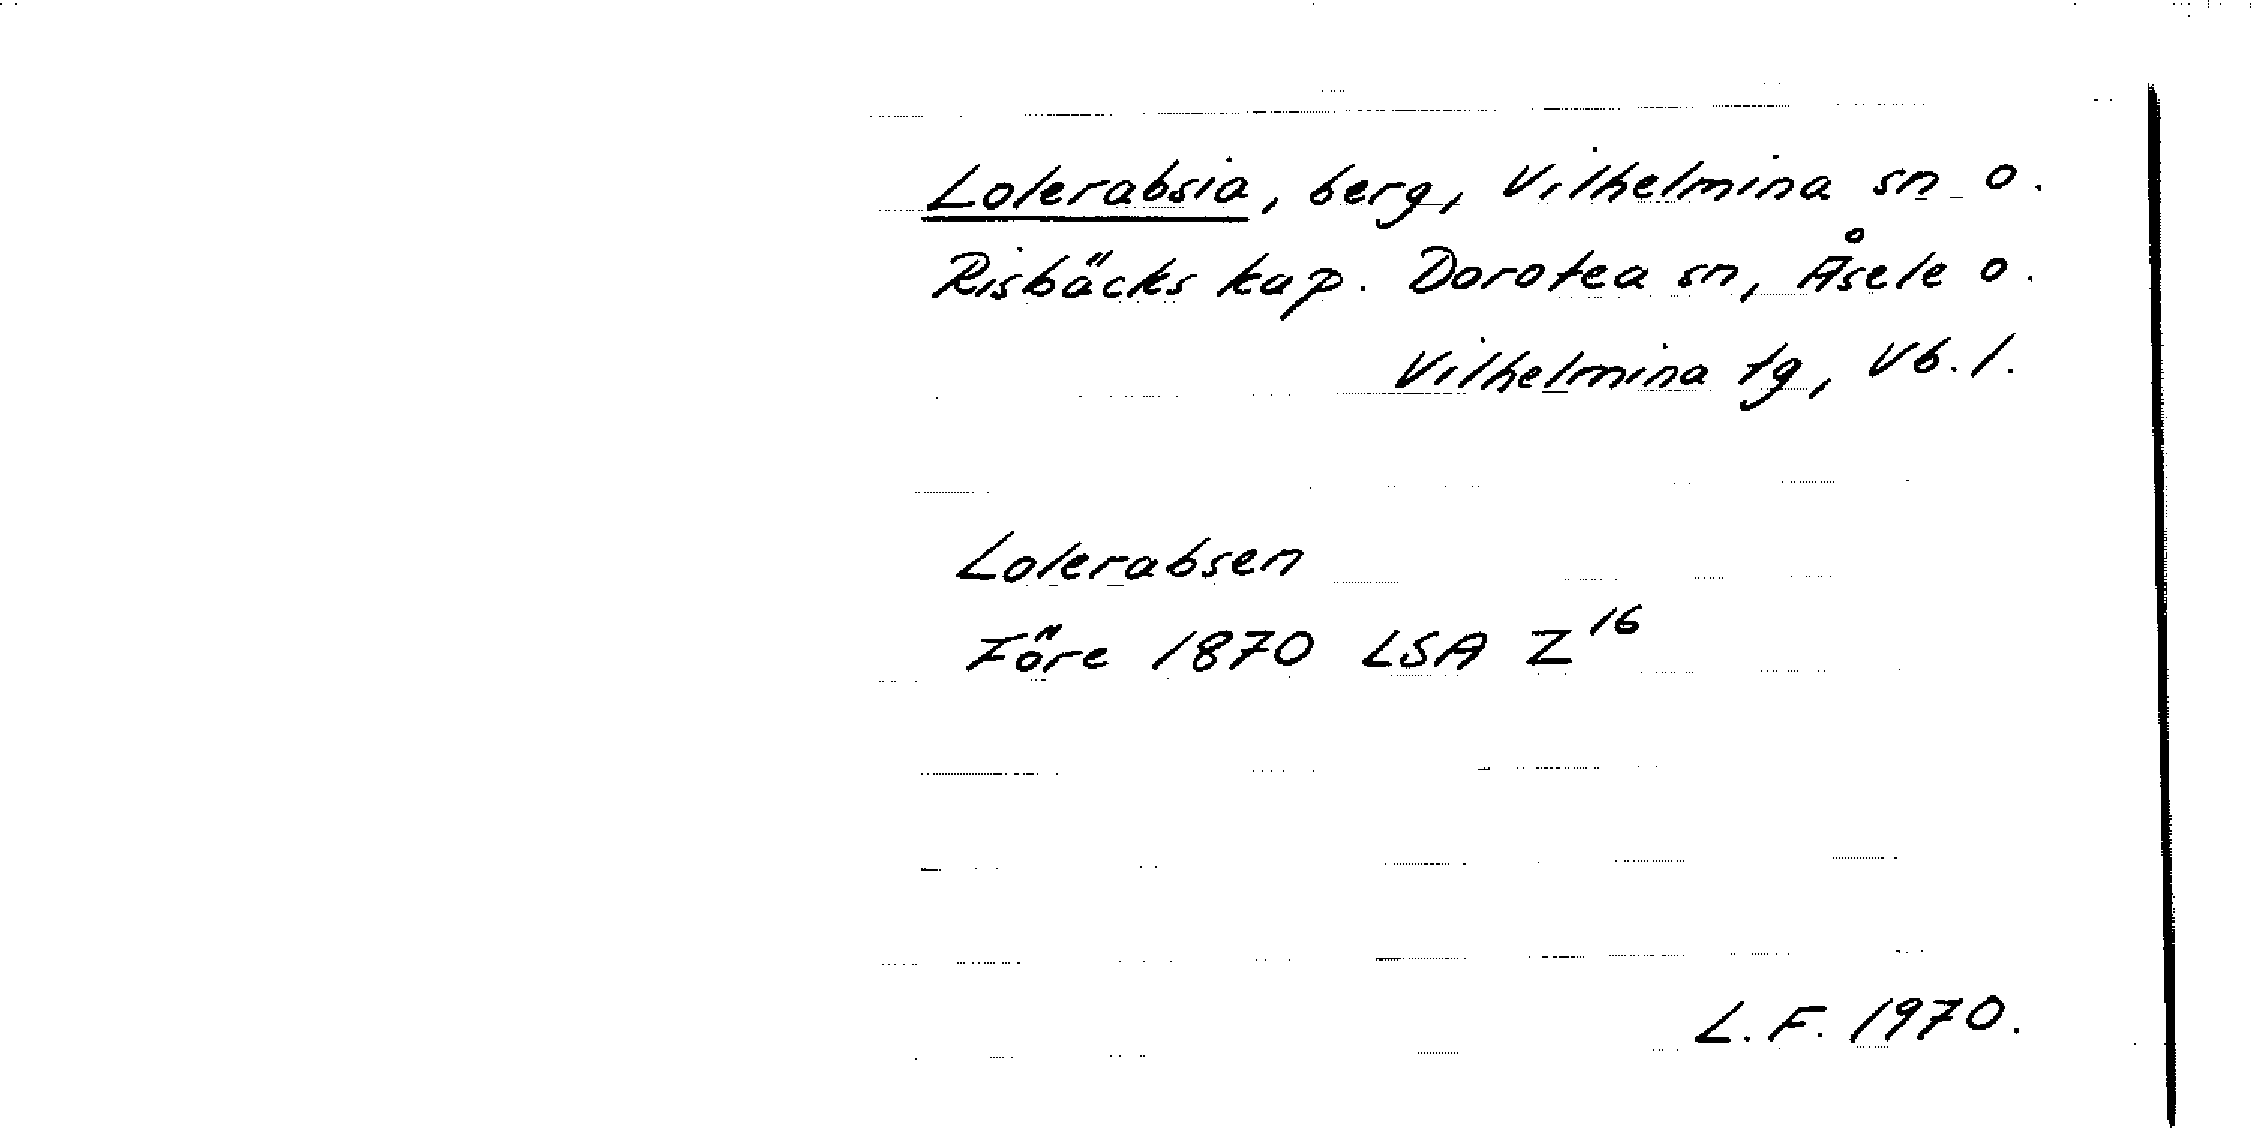 Lolerabsia, berg, Vilhelmina sn o.
Risbäcks kap. Dorotea sn, Åsele o.
Vilhelmina tg, Vb. l.
Lolerabsen
Före 1870 LSA Z16
L. F. 1970.